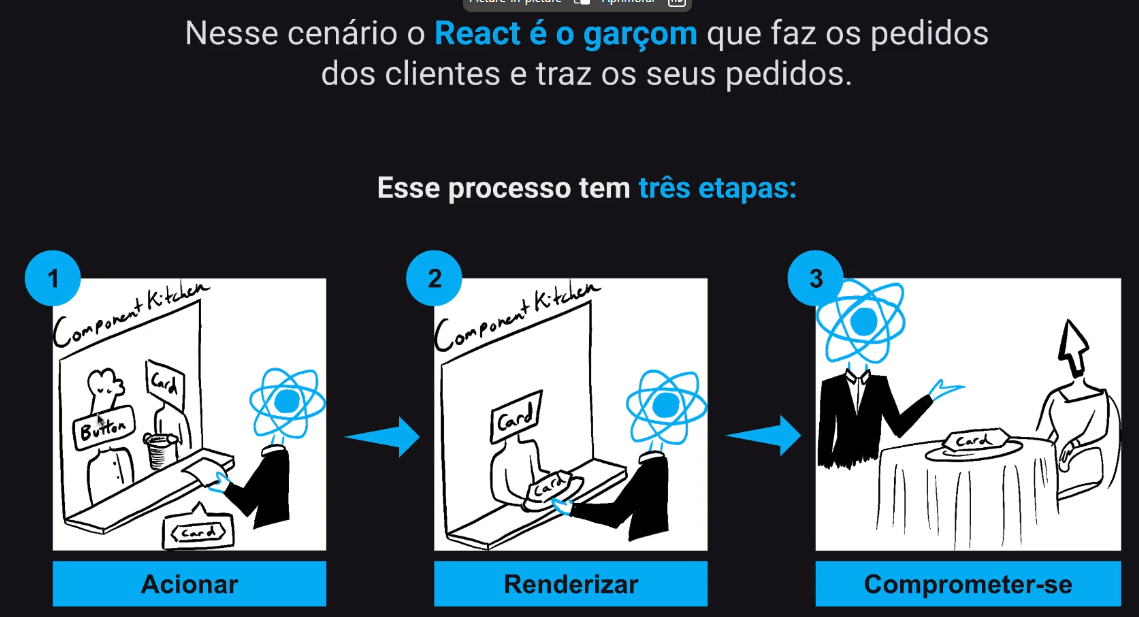 Picture-in-picture Aprimorar HD
Nesse cenário o React é o garçom que faz os pedidos
dos clientes e traz os seus pedidos.
Esse processo tem três etapas:
1
Component Kitchen
Card
Button
<Card>
Acionar
2
Component Kitchen
Card
Card
Renderizar
3
Card
Comprometer-se